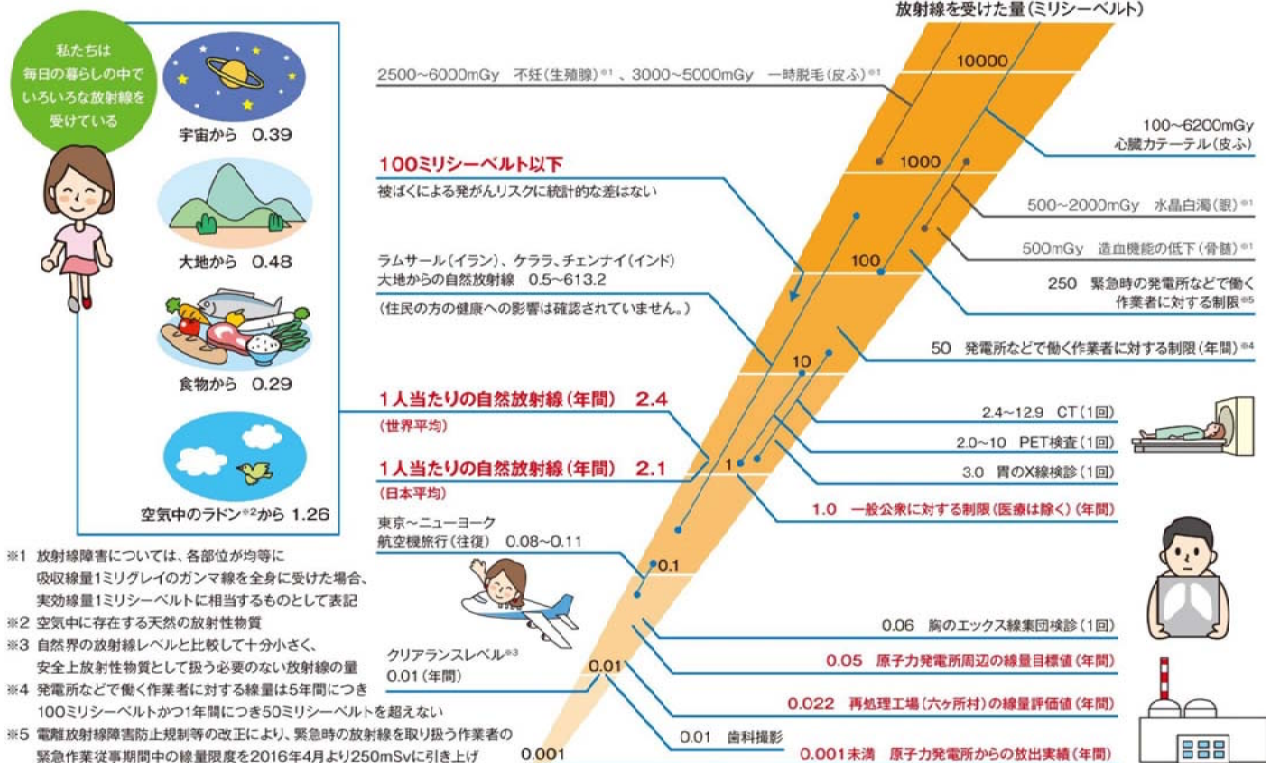 放射線を受けた量(ミリシーベルト)
私たちは
毎日の暮らしの中で
いろいろな放射線を
受けている
宇宙から 0.39
大地から 0.48
食物から 0.29
空気中のラドン※2から 1.26
2500~6000mGy 不妊(生殖腺)※1 、3000~5000mGy 一時脱毛(皮ふ)※1
100ミリシーベルト以下
被ばくによる発がんリスクに統計的な差はない
ラムサール(イラン)、ケララ、チェンナイ(インド)
大地からの自然放射線 0.5~613.2
(住民の方の健康への影響は確認されていません。)
1人当たりの自然放射線(年間) 2.4
(世界平均)
1人当たりの自然放射線(年間) 2.1
(日本平均)
東京~ニューヨーク
航空機旅行(往復) 0.08~0.11
クリアランスレベル※3
0.01(年間)
10000
1000
100
10
1
0.1
0.01
0.001
100~6200mGy
心臓カテーテル(皮ふ)
500~2000mGy 水晶白濁(眼)※1
500mGy 造血機能の低下(骨髄)※1
250 緊急時の発電所などで働く
作業者に対する制限※5
50 発電所などで働く作業者に対する制限(年間)※4
2.4~12.9 CT(1回)
2.0~10 PET検査(1回)
3.0 胃のX線検診(1回)
1.0 一般公衆に対する制限(医療は除く)(年間)
0.06 胸のエックス線集団検診(1回)
0.05 原子力発電所周辺の線量目標値(年間)
0.022 再処理工場(六ヶ所村)の線量評価値(年間)
0.01 歯科撮影
0.001未満 原子力発電所からの放出実績(年間)
※1 放射線障害については、各部位が均等に
吸収線量1ミリグレイのガンマ線を全身に受けた場合、
実効線量1ミリシーベルトに相当するものとして表記
※2 空気中に存在する天然の放射性物質
※3 自然界の放射線レベルと比較して十分小さく、
安全上放射性物質として扱う必要のない放射線の量
※4 発電所などで働く作業者に対する線量は5年間につき
100ミリシーベルトかつ1年間につき50ミリシーベルトを超えない
※5 電離放射線障害防止規制等の改正により、緊急時の放射線を取り扱う作業者の
緊急作業従事期間中の線量限度を2016年4月より250mSvに引き上げ